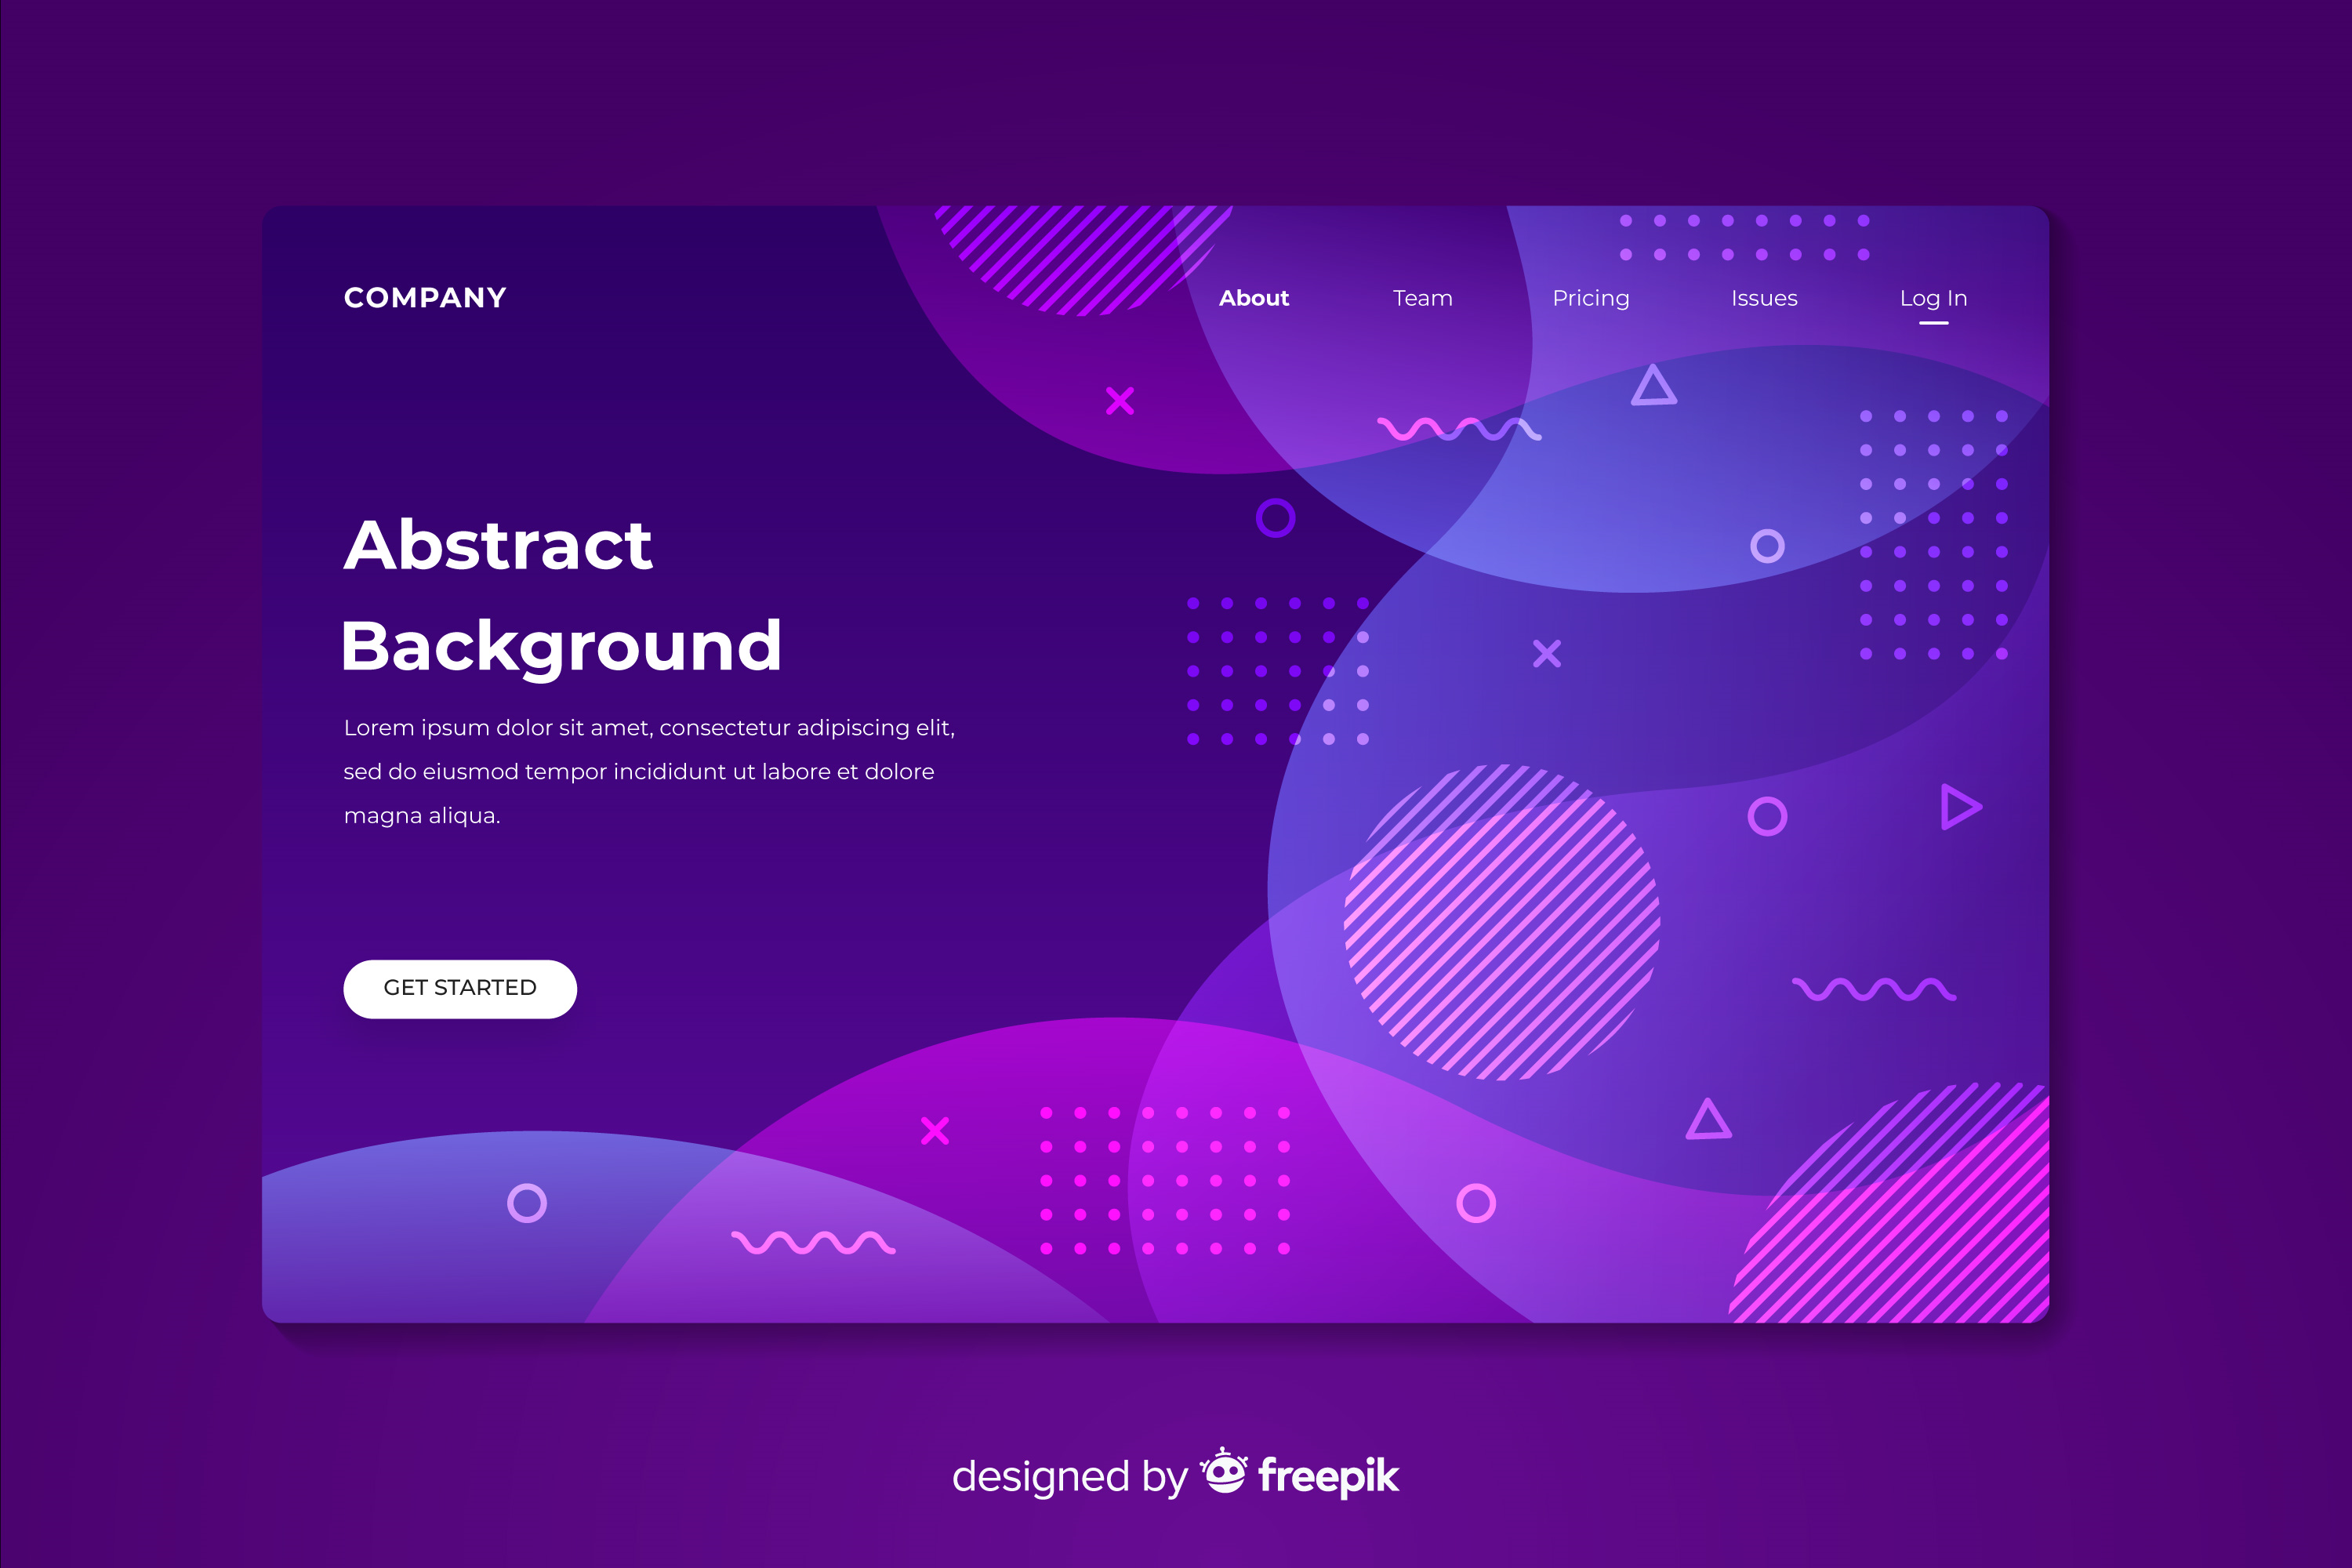 COMPANY
About Team Pricing Issues Log In
Abstract
Background
Lorem ipsum dolor sit amet, consectetur adipiscing elit,
sed do eiusmod tempor incididunt ut labore et dolore
magna aliqua.
GET STARTED
designed by freepik